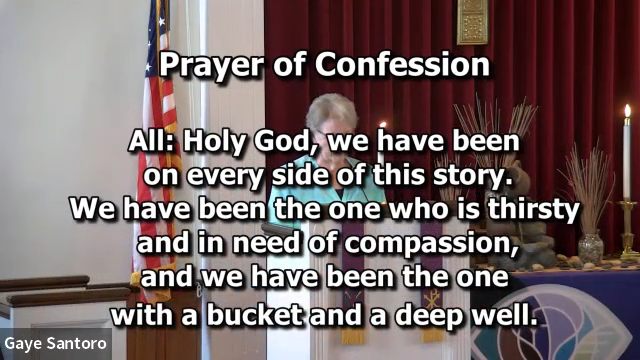 Prayer of Confession
All: Holy God, we have been
on every side of this story.
We have been the one who is thirsty
and in need of compassion,
and we have been the one
with a bucket and a deep well.
Gaye Santoro